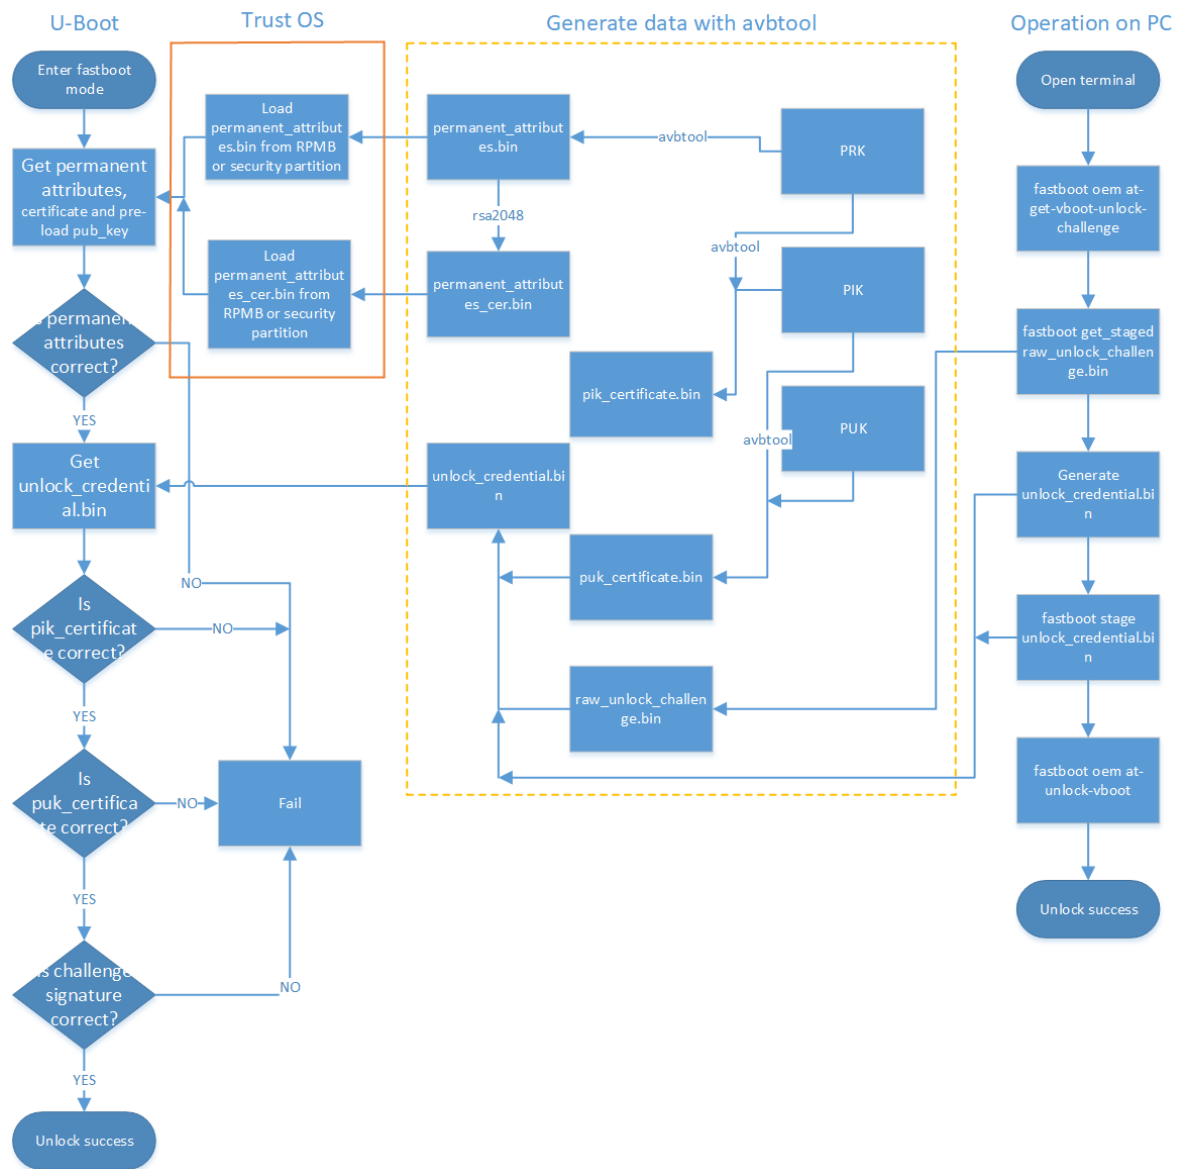 U-Boot
Trust OS
Generate data with avbtool
Operation on PC
Enter fastboot
mode
Get permanent
attributes,
certificate and pre-
load pub_key
permanen
attributes
correct?
YES
Get
unlock_credenti
al.bin
NO
Is
pik_certificat
e correct?
NO
YES
Is
puk_certifica
te correct?
NO
YES
s challenge
signature
correct?
NO
YES
Unlock success
Fail
Load
permanent_attribut
es.bin from RPMB
or security partition
Load
permanent_attribut
es_cer.bin from
RPMB or security
partition
permanent_attribut
es.bin
rsa2048
permanent_attribut
es_cer.bin
avbtool
PRK
avbtool
PIK
pik_certificate.bin
avbtool
PUK
unlock_credential.bi
n
puk_certificate.bin
raw_unlock_challe
nge.bin
Open terminal
fastboot oem at-
get-vboot-unlock-
challenge
fastboot get_staged
raw_unlock_challe
nge.bin
Generate
unlock_credential.bi
n
fastboot stage
unlock_credential.bi
n
fastboot oem at-
unlock-vboot
Unlock success